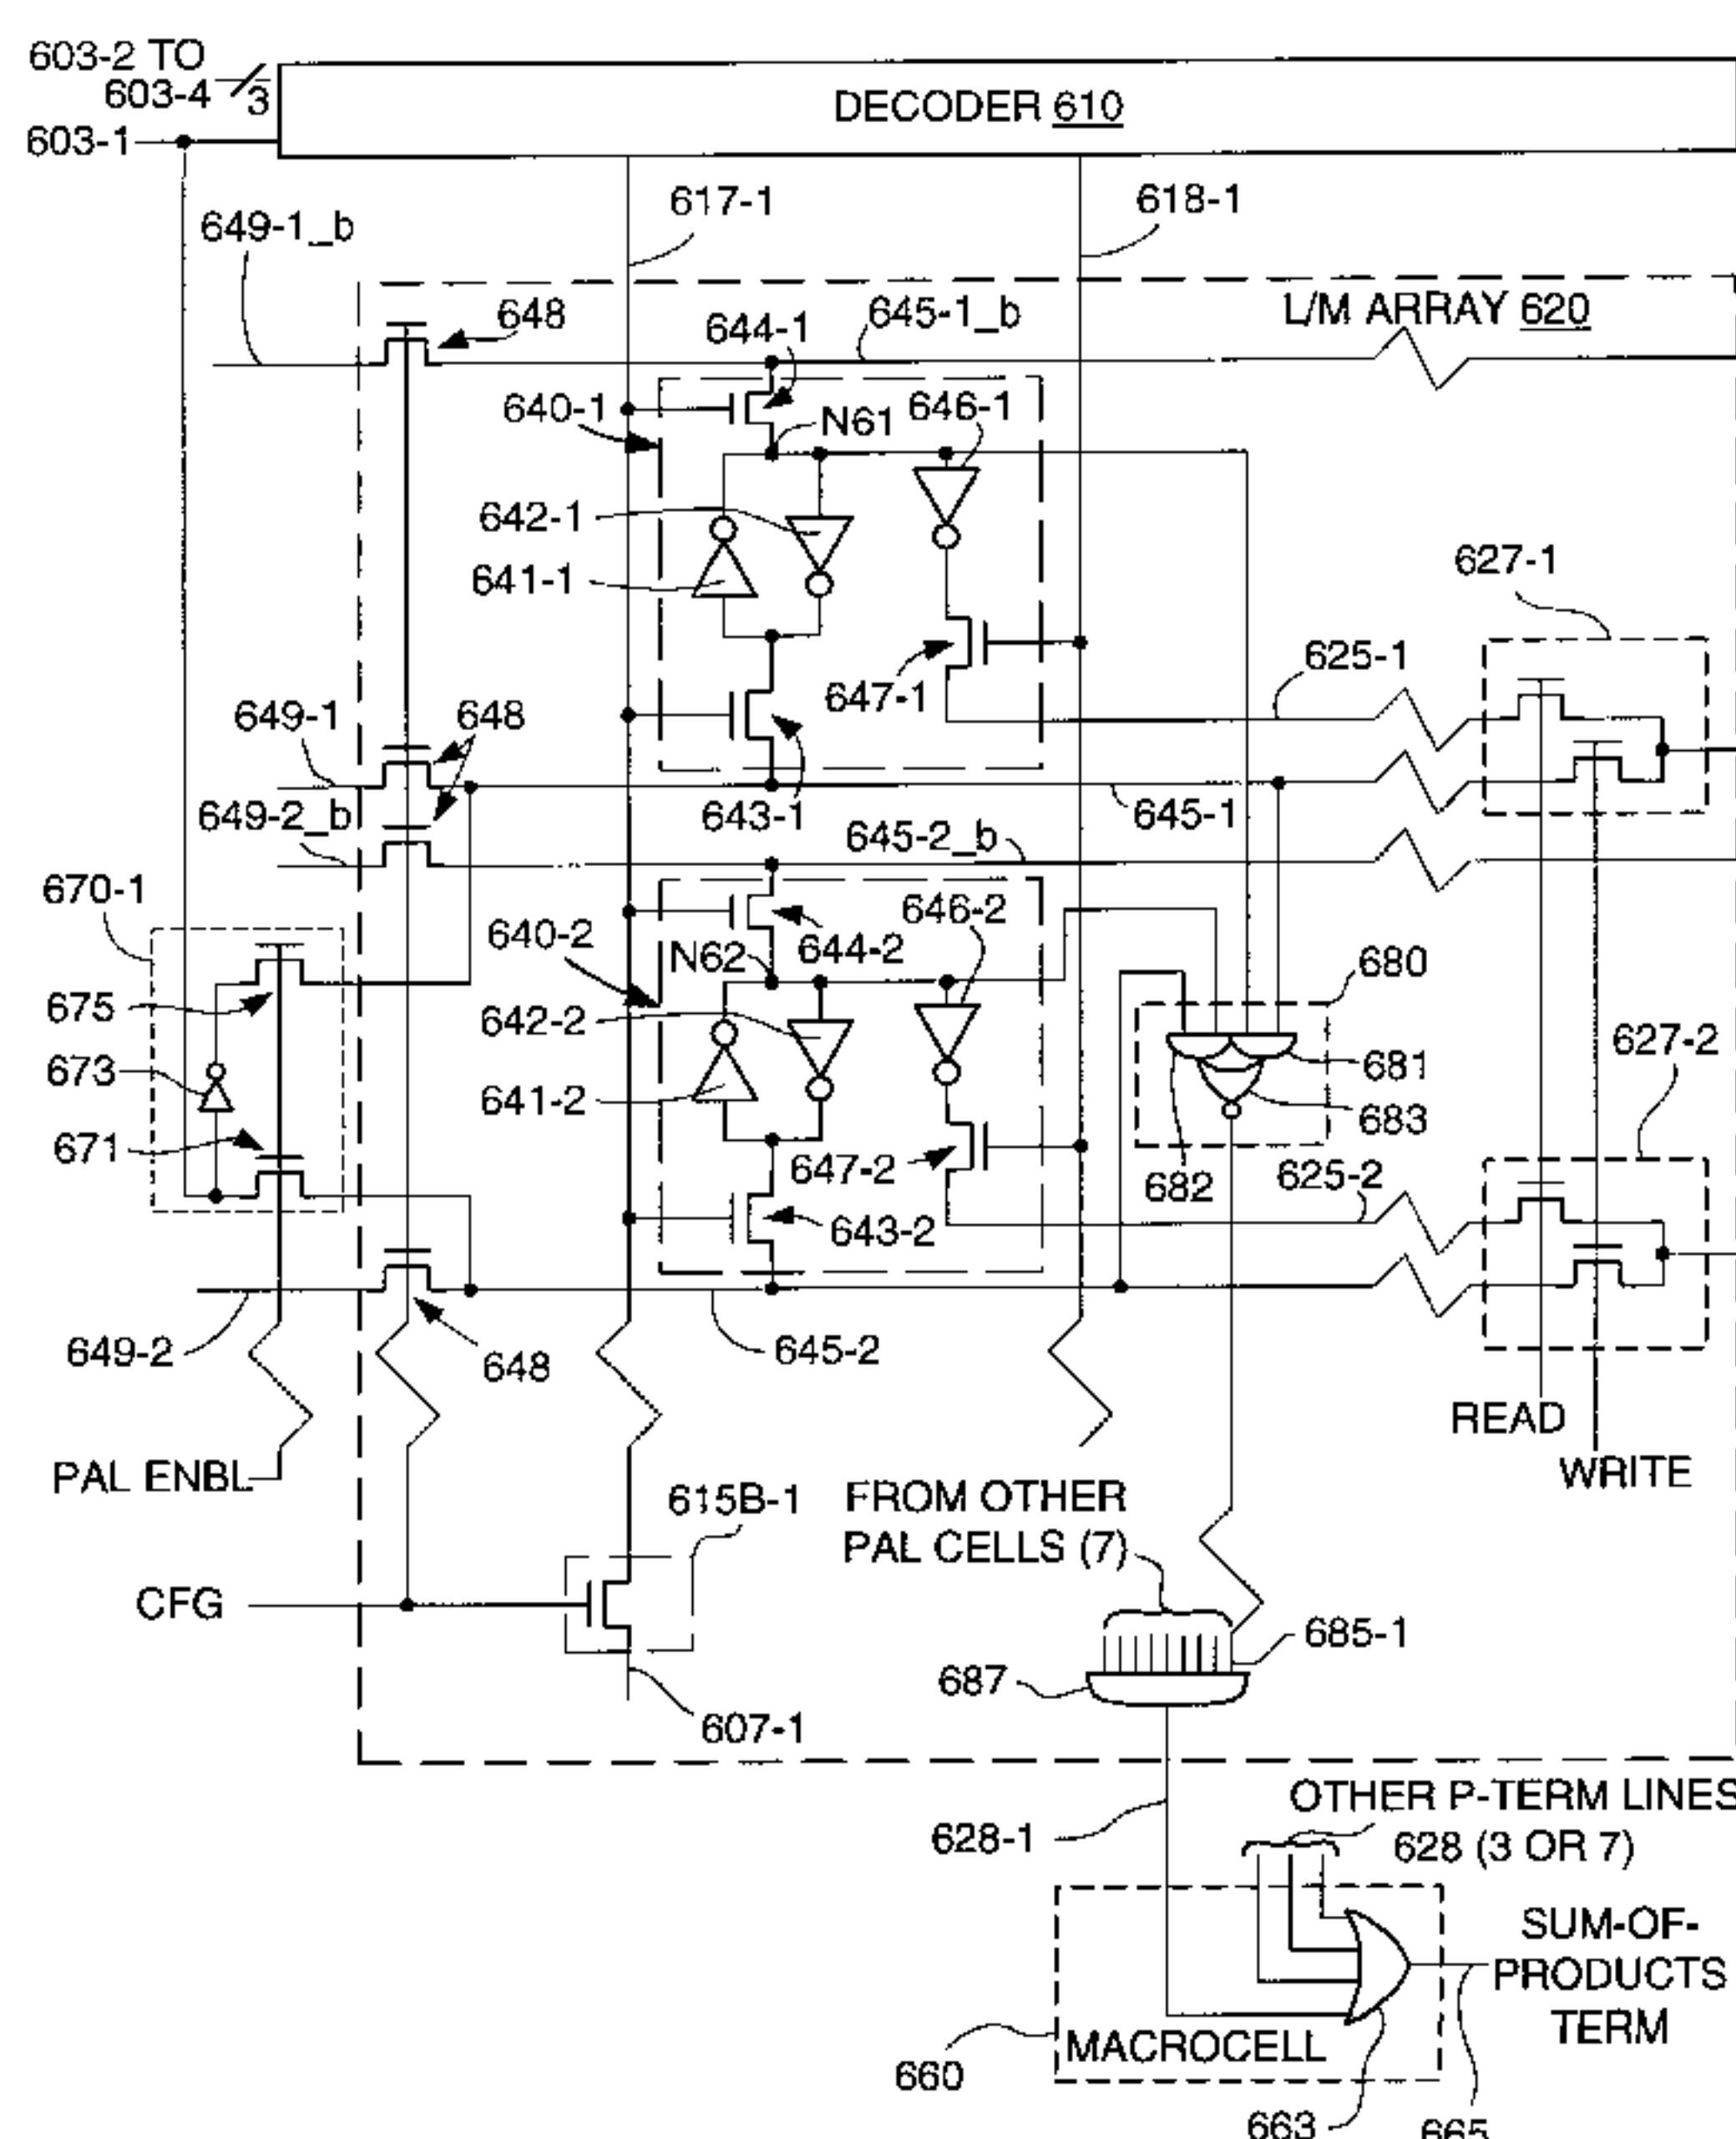 603-2 TO
603-4
3
DECODER 610
603-1
617-1
618-1
649-1_b
648
644-1
645-1_b
L/M ARRAY 620
640-1
N61
646-1
642-1
641-1
627-1
647-1
625-1
649-1
648
649-2_b
643-1
645-1
645-2_b
670-1
640-2
646-2
N62
644-2
680
675
642-2
627-2
673
641-2
681
683
671
647-2
682
625-2
643-2
649-2
648
645-2
READ
PAL ENBL
WRITE
615B-1
FROM OTHER
PAL CELLS (7)
CFG
685-1
687
607-1
OTHER P-TERM LINES
628 (3 OR 7)
628-1
SUM-OF-
PRODUCTS
TERM
MACROCELL
660
663
665